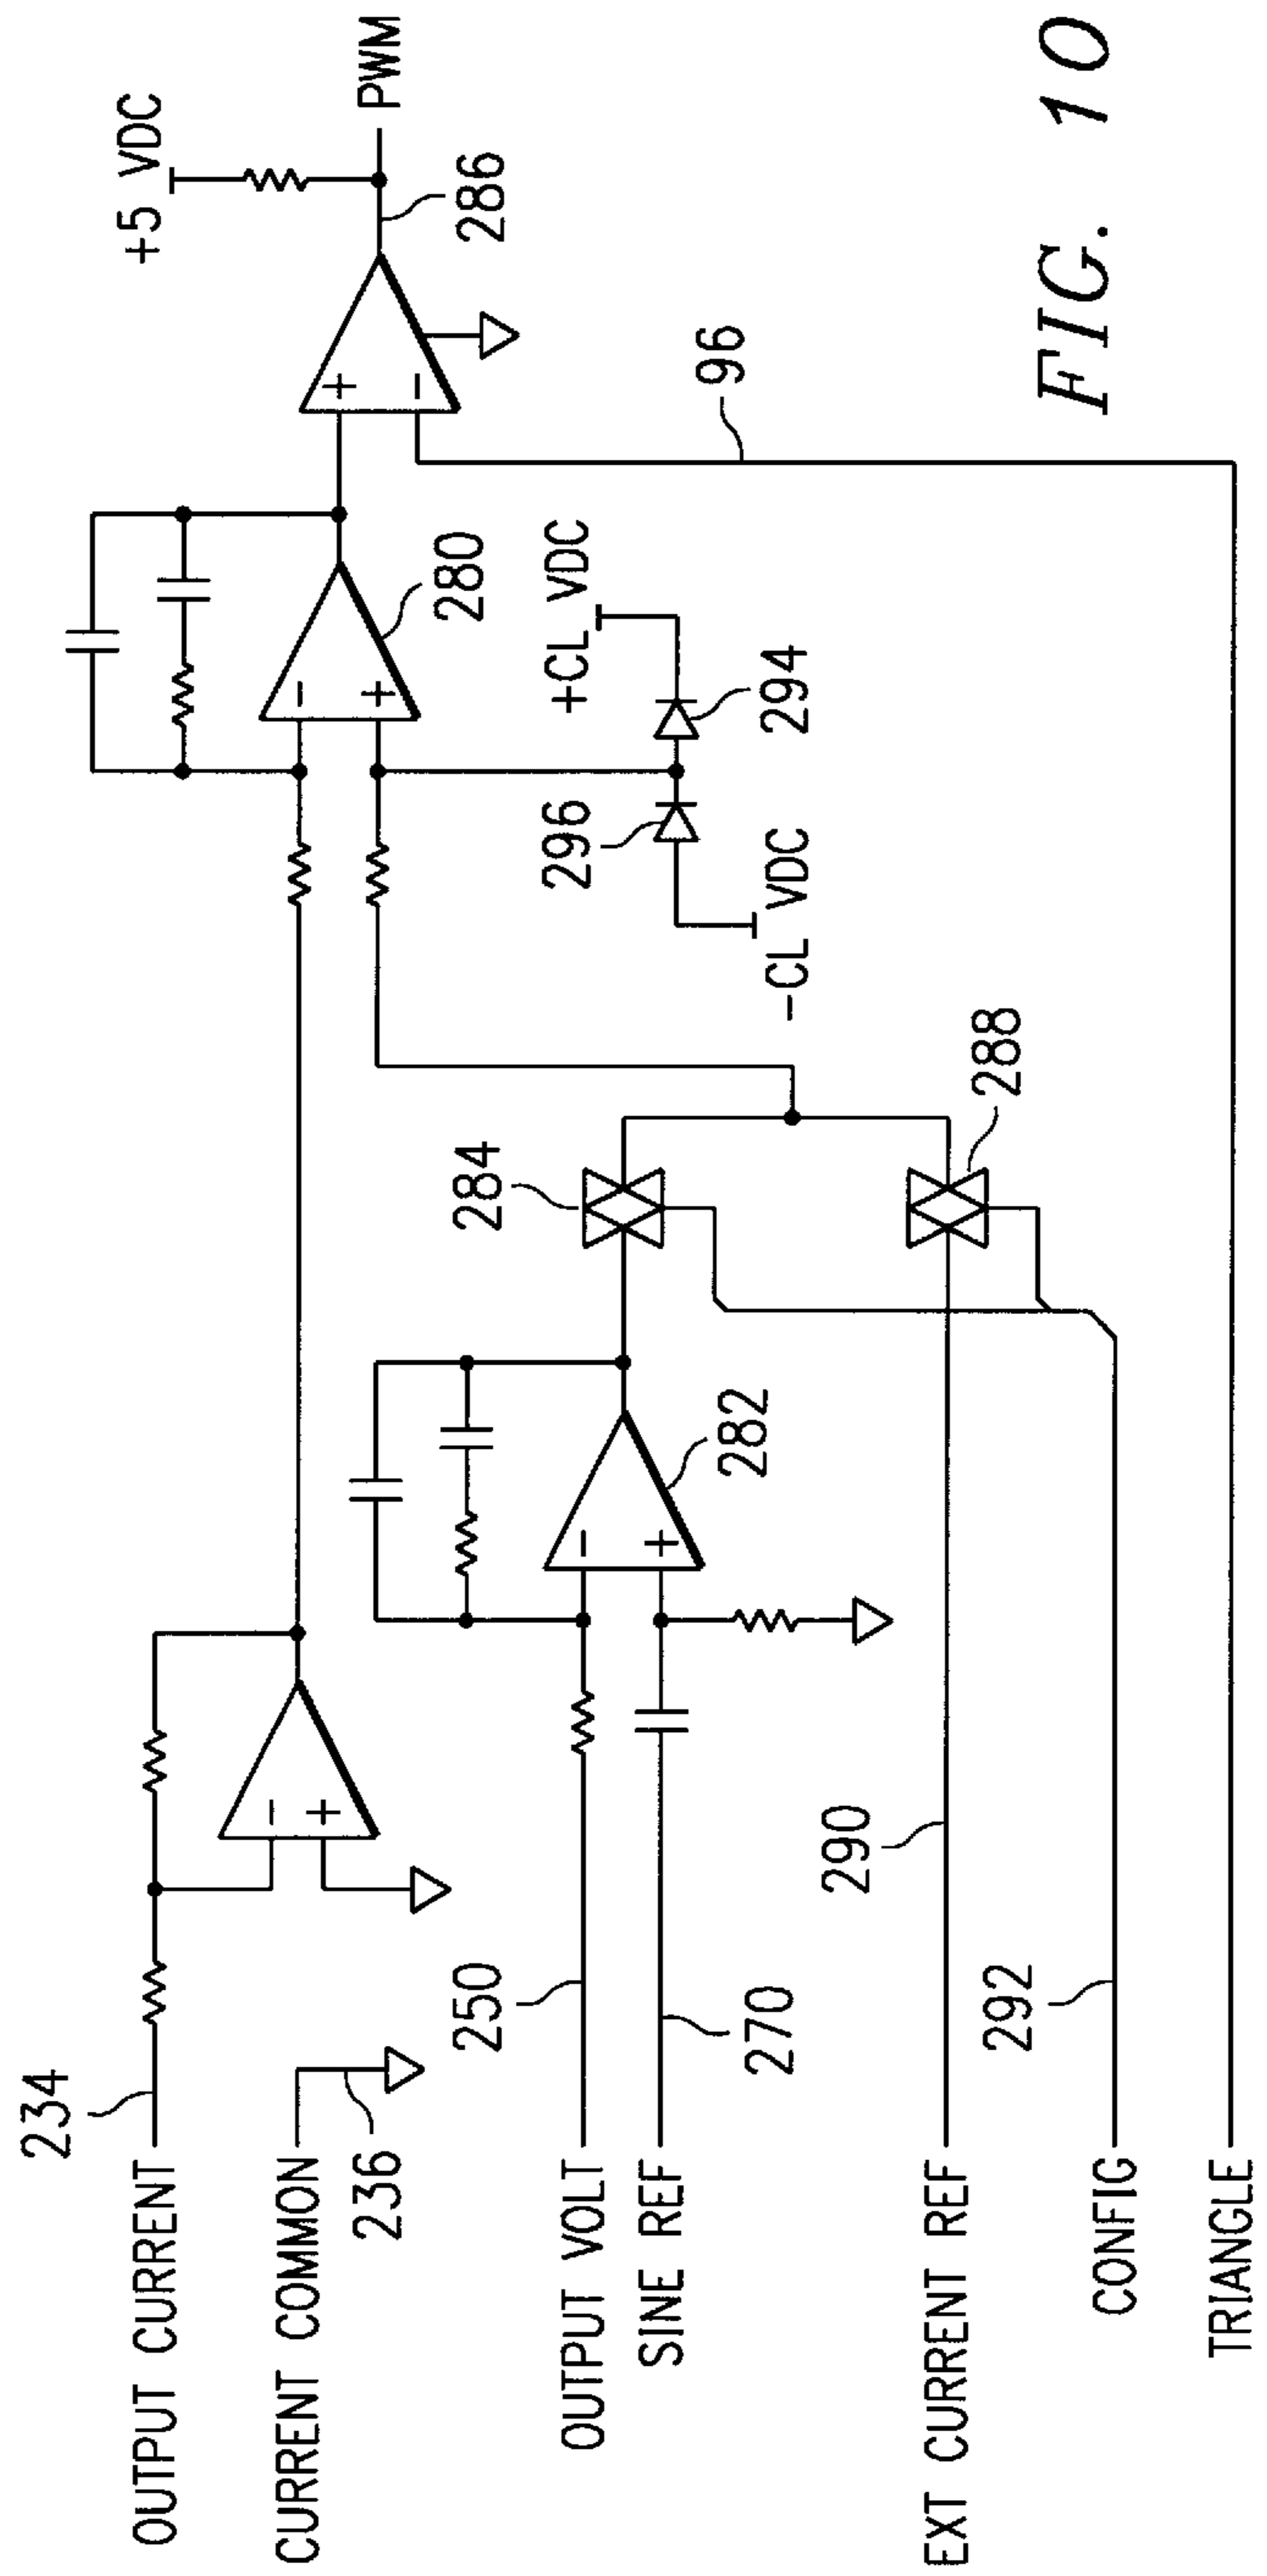 +5 VDC
PWM
286
280
+CL VDC
294
296
-CL VDC
96
284
288
282
234
OUTPUT CURRENT
CURRENT COMMON
236
250
OUTPUT VOLT
SINE REF
270
290
EXT CURRENT REF
292
CONFIG
TRIANGLE
+
-
-
+
-
+
-
+
FIG. 10